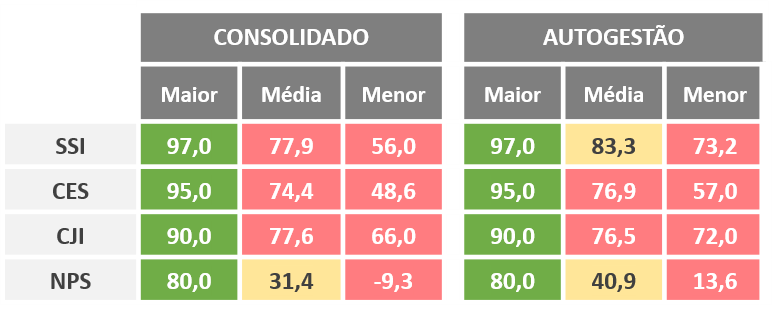 CONSOLIDADO AUTOGESTÃO
Maior Média Menor Maior Média Menor
SSI 97,0 77,9 56,0 97,0 83,3 73,2
CES 95,0 74,4 48,6 95,0 76,9 57,0
CJI 90,0 77,6 66,0 90,0 76,5 72,0
NPS 80,0 31,4 -9,3 80,0 40,9 13,6